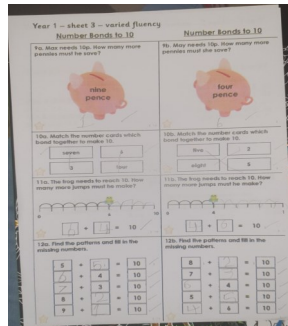 Year 1 – sheet 3 – varied fluency
Number Bonds to 10
Number Bonds to 10
9a. Max needs 10p. How many more
pennies must he save?
nine
pence
9b. May needs 10p. How many more
pennies must she save?
four
pence
10a. Match the number cards which
bond together to make 10.
seven
3
four
10b. Match the number cards which
bond together to make 10.
five
2
eight
5
11a. The frog needs to reach 10. How
many more jumps must he make?
0
10
+ = 10
11b. The frog needs to reach 10. How
many more jumps must he make?
0
+ = 10
12a. Find the patterns and fill in the
missing numbers.
5 + = 10
+ 4 = 10
+ 3 = 10
8 + = 10
9 + = 10
12b. Find the patterns and fill in the
missing numbers.
8 + = 10
7 + = 10
+ 4 = 10
5 + = 10
+ 6 = 10